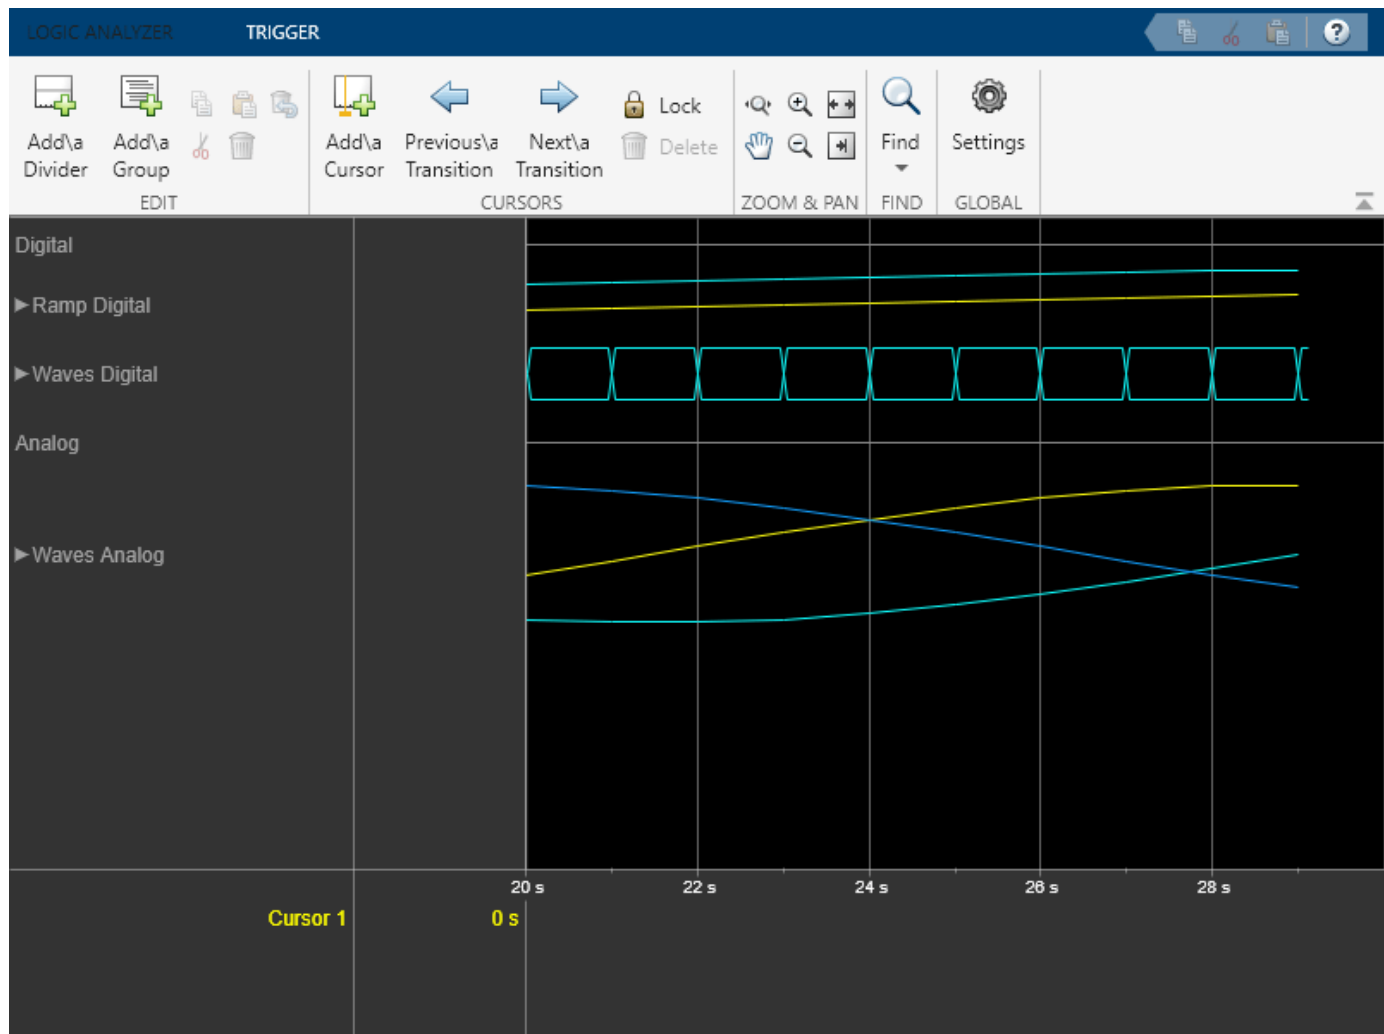 LOGIC ANALYZER
TRIGGER
?
Add\a
Divider
Add\a
Group
EDIT
Add\a
Cursor
Previous\a
Transition
Next\a
Transition
Lock
Delete
CURSORS
ZOOM & PAN
Find
FIND
Settings
GLOBAL
Digital
Ramp Digital
Waves Digital
Analog
Waves Analog
20 s
22 s
24 s
26 s
28 s
Cursor 1
0 s